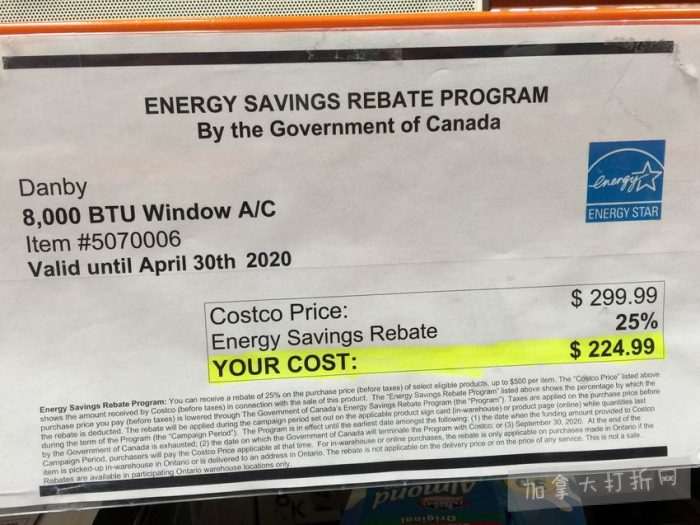 ENERGY SAVINGS REBATE PROGRAM
By the Government of Canada
energy
ENERGY STAR
Danby
8,000 BTU Window A/C
Item #5070006
Valid until April 30th 2020
Costco Price: $ 299.99
Energy Savings Rebate 25%
YOUR COST: $ 224.99
Energy Savings Rebate Program: You can receive a rebate of 25% on the purchase price (before taxes) of select eligible products, up to $500 per item. The "Costco Price" listed above
shows the amount received by Costco (before taxes) in connection with the sale of this product. The "Energy Savings Rebate Program" listed above shows the percentage by which the
purchase price you pay (before taxes) is lowered through The Government of Canada's Energy Savings Rebate Program (the "Program"). Taxes are applied on the purchase price before
the rebate is deducted. The rebate will be applied during the campaign period set out on the applicable product sign card (in-warehouse) or product page (online) while quantities last
during the term of the Program (the "Campaign Period"). The Program is in effect until the earliest date amongst the following, (1) the date when the funding amount provided to Costco
by the Government of Canada is exhausted; (2) the date on which the Government of Canada will terminate the Program with Costco; or (3) September 30, 2020. At the end of the
Campaign Period, purchasers will pay the Costco Price applicable at that time. For in-warehouse or online purchases, the rebate is only applicable on purchases made in Ontario if the
item is picked-up in-warehouse in Ontario or is delivered to an address in Ontario. The rebate is not applicable on the delivery price or on the price of any service. This is not a sale.
Rebates are available in participating Ontario warehouse locations only.
Almond
Original
加拿大打折网